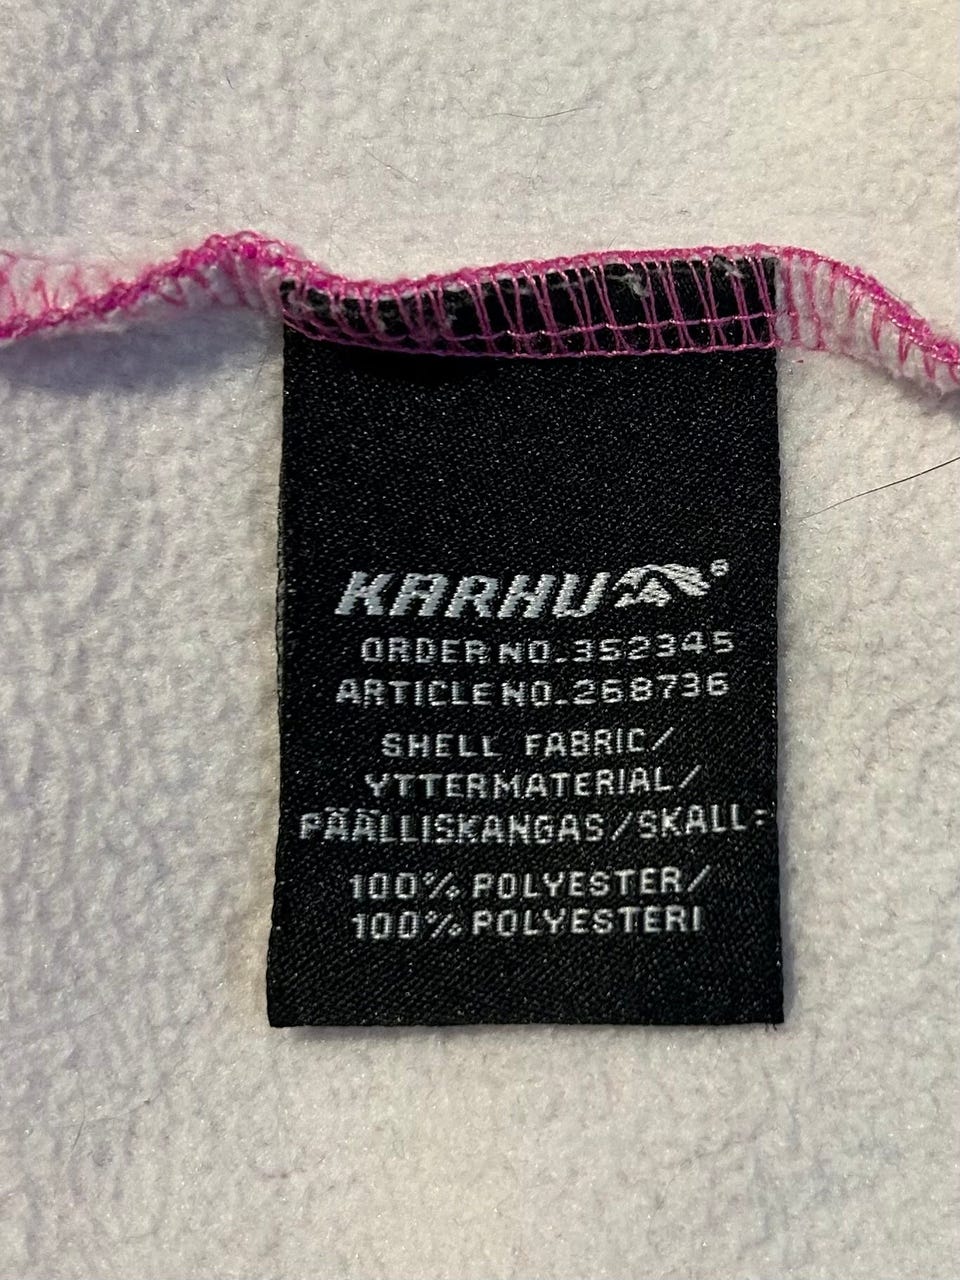 KARHU®
ORDER NO.352345
ARTICLE NO.268736
SHELL FABRIC/
YTTERMATERIAL/
PÄÄLLISKANGAS/SKALL:
100% POLYESTER/
100% POLYESTERI